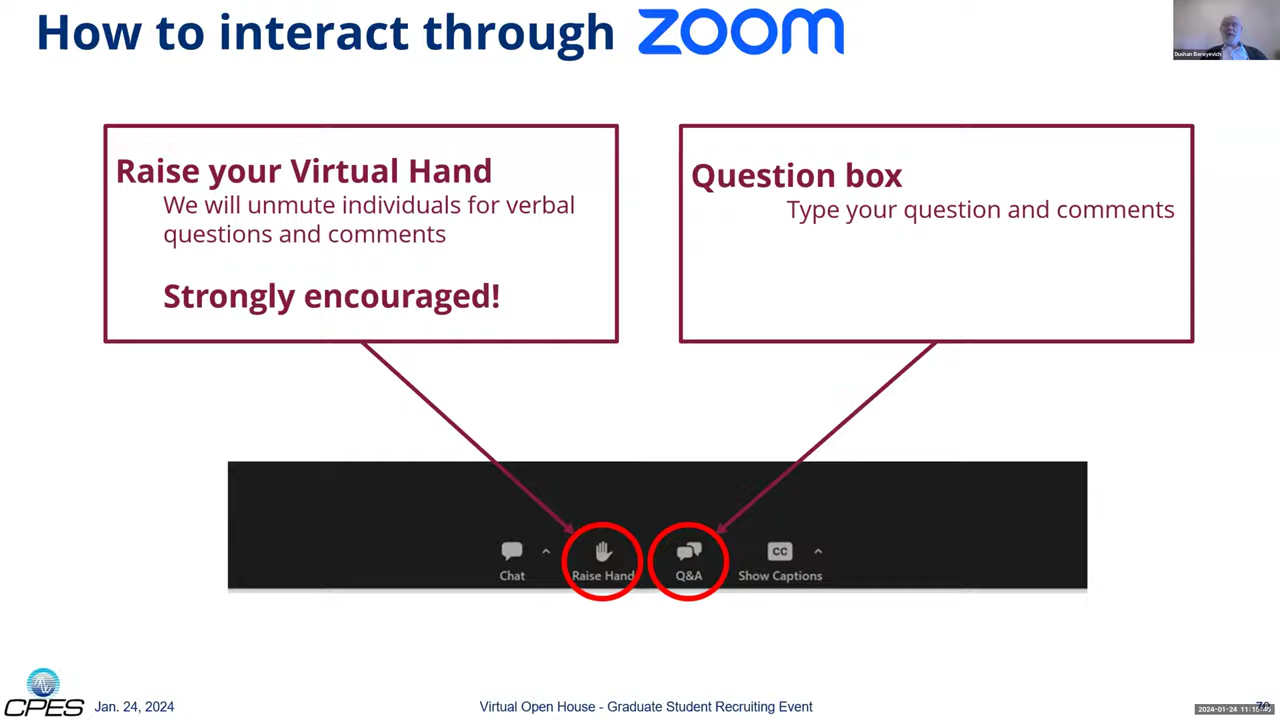 How to interact through zoom
Dushan Boroyevich
Raise your Virtual Hand
We will unmute individuals for verbal
questions and comments
Strongly encouraged!
Question box
Type your question and comments
Chat
Raise Hand
Q&A
CC
Show Captions
CPES
Jan. 24, 2024
Virtual Open House - Graduate Student Recruiting Event